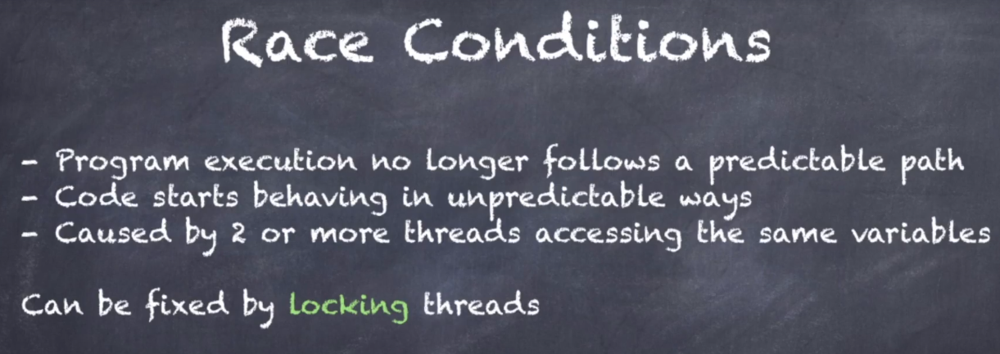 Race Conditions
- Program execution no longer follows a predictable path
- Code starts behaving in unpredictable ways
- Caused by 2 or more threads accessing the same variables
Can be fixed by locking threads